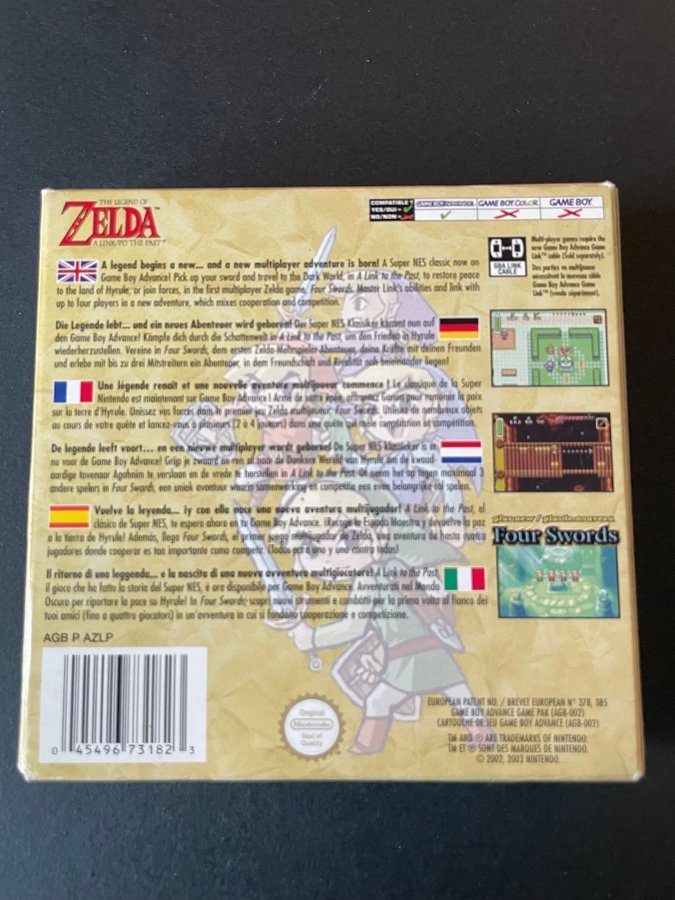 THE LEGEND OF
ZELDA™
A LINK TO THE PAST™
COMPATIBLE
YES/OUI=
NO/NON=
GAME BOY ADVANCE
GAME BOY COLOR
GAME BOY
GBA LINK
CABLE
Multi-player games require the
new Game Boy Advance Game
Link™ cable (Sold separately).
Des parties en multijoueur
nécessitent le nouveau câble
Game Boy Advance Game
Link™ (vendu séparément).
A legend begins a new... and a new multiplayer adventure is born! A Super NES classic now on
Game Boy Advance! Pick up your sword and travel to the Dark World, in A Link to the Past, to restore peace
to the land of Hyrule, or join forces, in the first multiplayer Zelda game, Four Swords. Master Link's abilities and link with
up to four players in a new adventure, which mixes cooperation and competition.
Die Legende lebt... und ein neues Abenteuer wird geboren! Der Super NES-Klassiker kommt nun auf
den Game Boy Advance! Kämpfe dich durch die Schattenwelt in A Link to the Past, um den Frieden in Hyrule
wiederherzustellen. Vereine in Four Swords, dem ersten Zelda-Mehrspieler-Abenteuer, deine Kräfte mit deinen Freunden
und erlebe mit bis zu drei Mitstreitern ein Abenteuer, in dem Freundschaft und Rivalität nah beieinander liegen!
Une légende renaît et une nouvelle aventure multijoueur commence ! Le classique de la Super
Nintendo est maintenant sur Game Boy Advance! Armé de votre épée, affrontez Ganon pour ramener la paix
sur la terre d'Hyrule. Unissez vos forces dans le premier jeu Zelda multijoueur: Four Swords. Utilisez de nombreux objets
au cours de votre quête et lancez-vous à plusieurs (2 à 4 joueurs) dans une quête qui mêle coopération et compétition.
De legende leeft voort... en een nieuwe multiplayer wordt geboren! De Super NES klassieker is er
nu voor de Game Boy Advance! Grijp je zwaard en reis naar de Donkere Wereld van Hyrule om de kwaad-
aardige tovenaar Agahnim te verslaan en de vrede te herstellen in A Link to the Past. Of neem het op tegen maximaal 3
andere spelers in Four Swords, een uniek avontuur waarin samenwerking en competitie een even belangrijke rol spelen.
Vuelve la leyenda... ¡y con ella nace una nueva aventura multijugador! A Link to the Past, el
clásico de Super NES, te espera ahora en tu Game Boy Advance. ¡Recoge la Espada Maestra y devuelve la paz
a la tierra de Hyrule! Además, llega Four Swords, el primer juego multijugador de Zelda, una aventura de hasta cuatro
jugadores donde cooperar es tan importante como competir. ¡Todos para uno y uno contra todos!
Il ritorno di una leggenda... e la nascita di una nuova avventura multigiocatore! A Link to the Past,
il gioco che ha fatto la storia del Super NES, è ora disponibile per Game Boy Advance. Avventurati nel Mondo
Oscuro per riportare la pace su Hyrule! In Four Swords, scopri nuovi strumenti e combatti per la prima volta al fianco dei
tuoi amici (fino a quattro giocatori) in un'avventura in cui si fondono cooperazione e competizione.
plus new / plus le nouveau
Four Swords
AGB P AZLP
0 45496 73182 3
Original
Nintendo
Seal of
Quality
EUROPEAN PATENT NO. / BREVET EUROPEEN N° 378, 385
GAME BOY ADVANCE GAME PAK (AGB-002)
CARTOUCHE DE JEU GAME BOY ADVANCE (AGB-002)
TM AND ® ARE TRADEMARKS OF NINTENDO.
TM ET ® SONT DES MARQUES DE NINTENDO.
© 2002, 2003 NINTENDO.